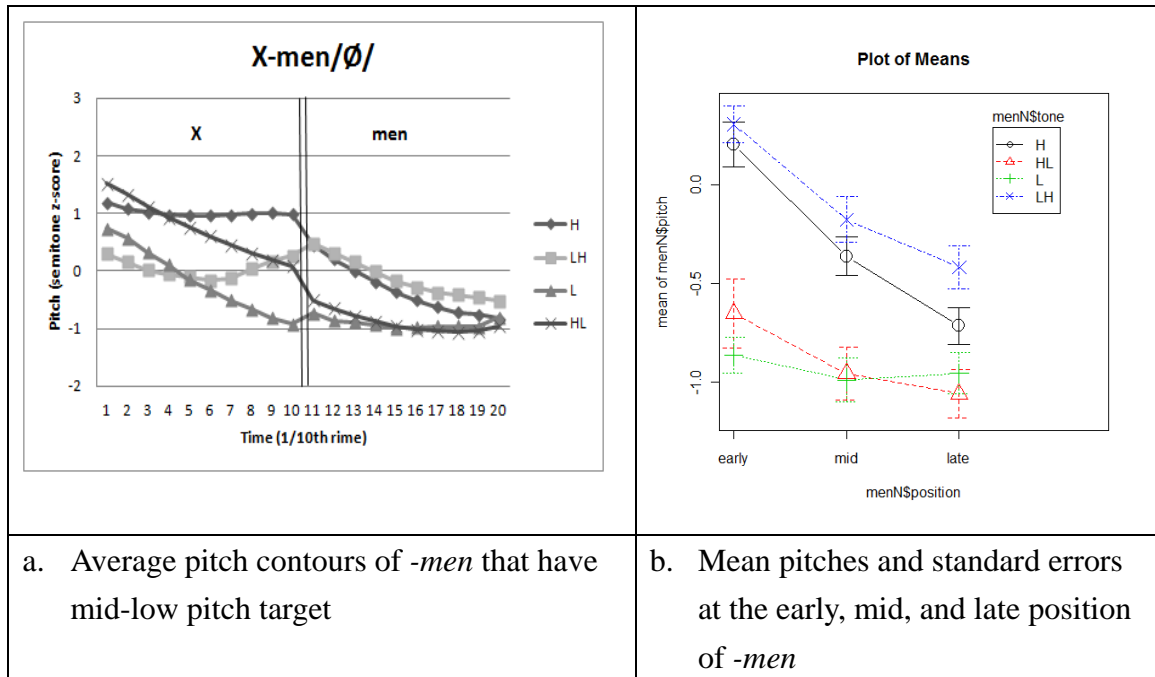 X-men/Ø/
3
2
1
0
-1
-2
Pitch (semitone z-score)
X
men
1 2 3 4 5 6 7 8 9 10 11 12 13 14 15 16 17 18 19 20
Time (1/10th rime)
H
LH
L
HL
Plot of Means
menN$tone
H
HL
L
LH
0.0
-0.5
-1.0
mean of menN$pitch
early mid late
menN$position
a. Average pitch contours of -men that have
mid-low pitch target
b. Mean pitches and standard errors
at the early, mid, and late position
of -men